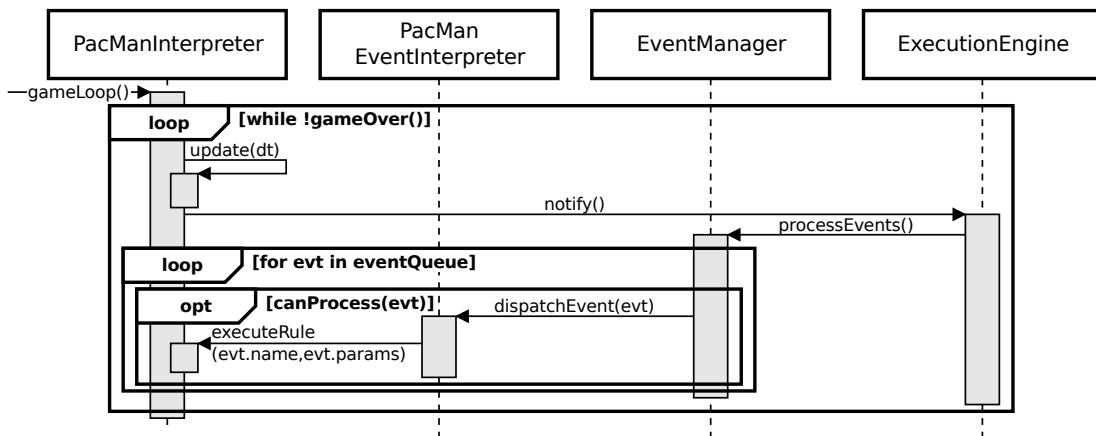 PacManInterpreter
PacMan
EventInterpreter
EventManager
ExecutionEngine
gameLoop()
loop
[while !gameOver()]
update(dt)
notify()
processEvents()
loop
[for evt in eventQueue]
opt
[canProcess(evt)]
dispatchEvent(evt)
executeRule
(evt.name,evt.params)